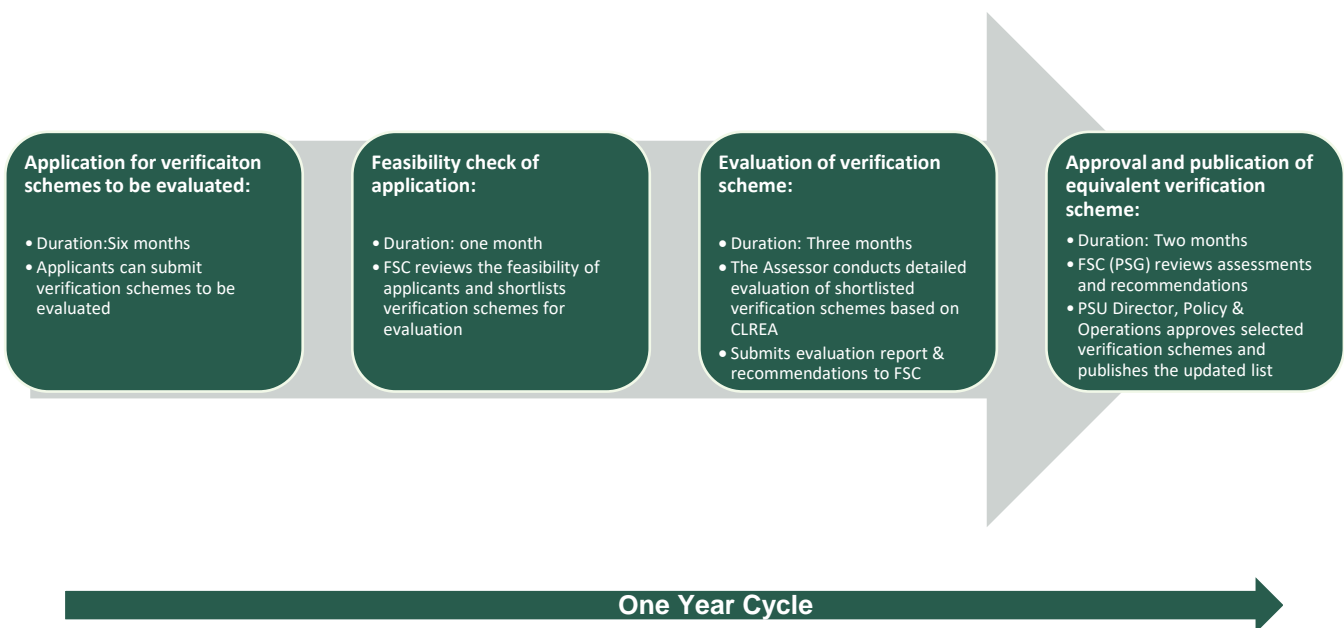 Application for verificaiton
schemes to be evaluated:
• Duration:Six months
• Applicants can submit
verification schemes to be
evaluated
Feasibility check of
application:
• Duration: one month
• FSC reviews the feasibility of
applicants and shortlists
verification schemes for
evaluation
Evaluation of verification
scheme:
• Duration: Three months
• The Assessor conducts detailed
evaluation of shortlisted
verification schemes based on
CLREA
• Submits evaluation report &
recommendations to FSC
Approval and publication of
equivalent verification
scheme:
• Duration: Two months
• FSC (PSG) reviews assessments
and recommendations
• PSU Director, Policy &
Operations approves selected
verification schemes and
publishes the updated list
One Year Cycle